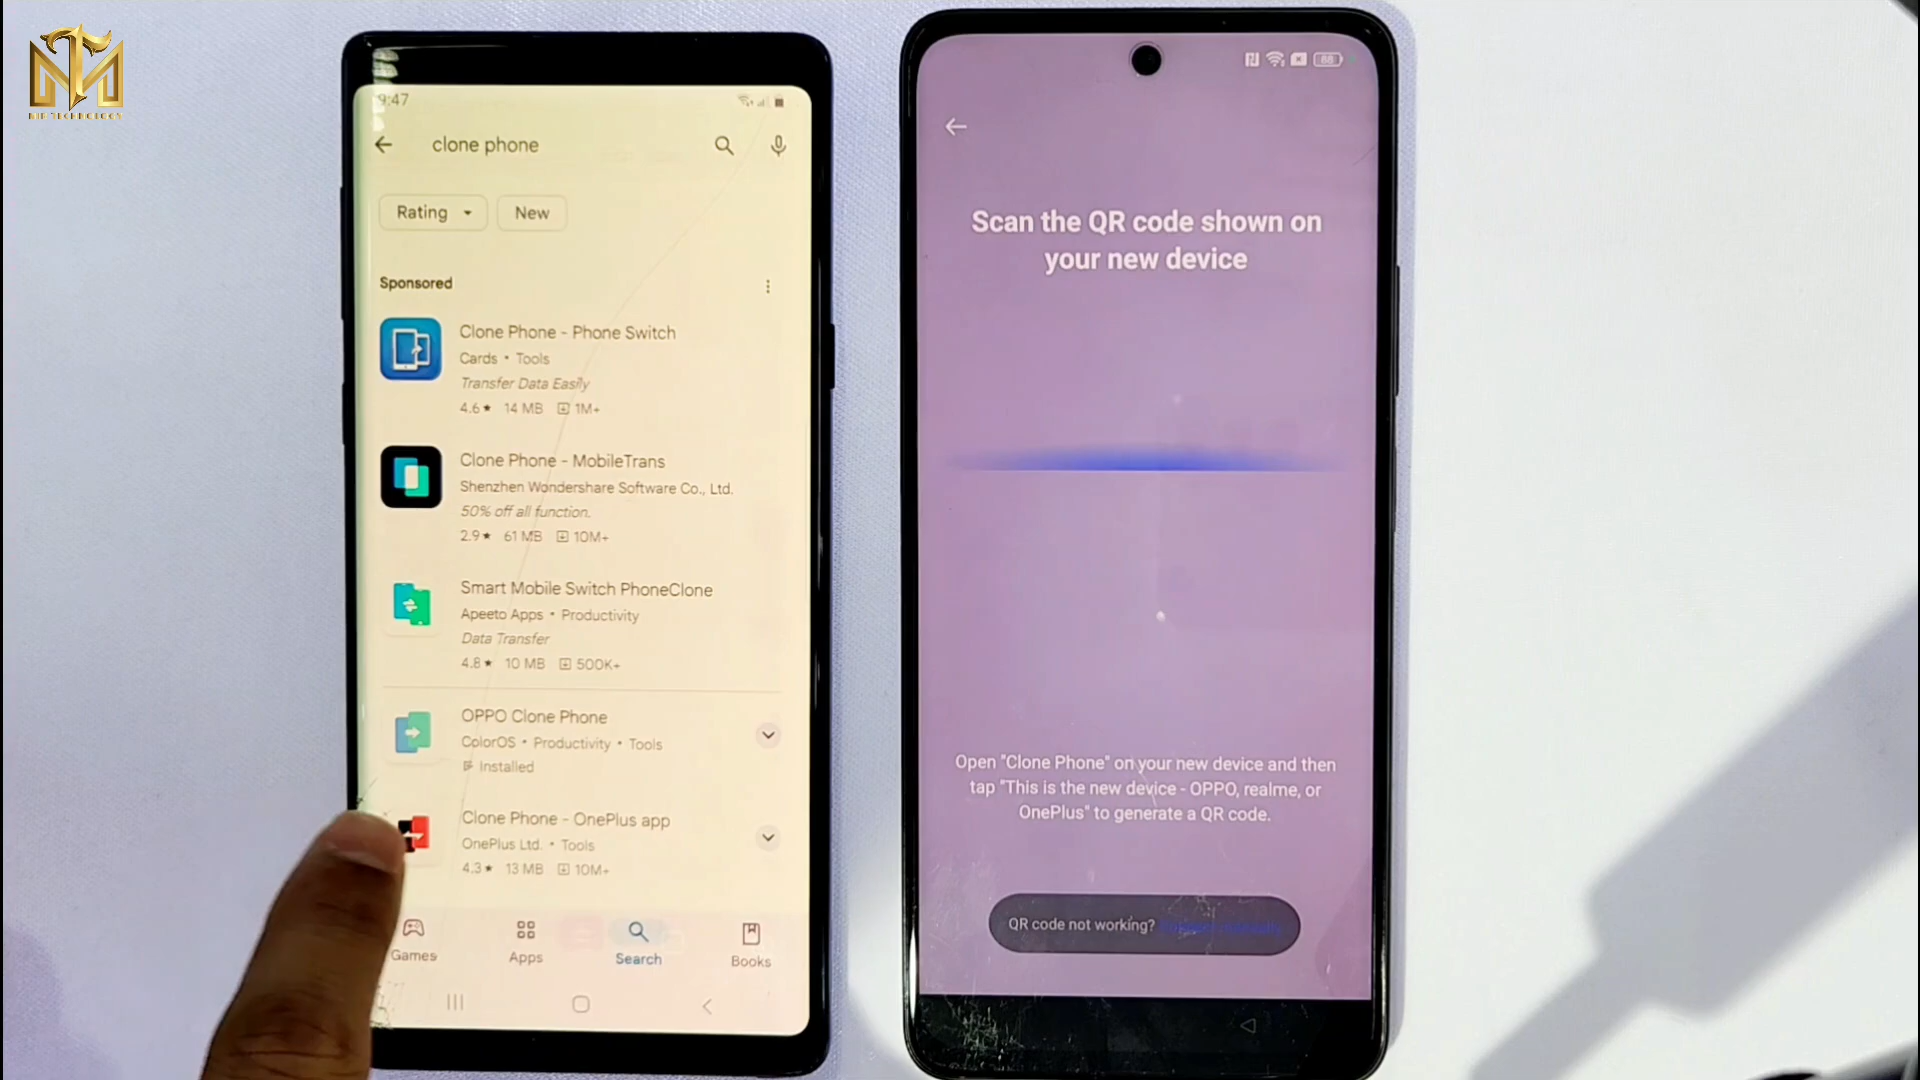 9:47
clone phone
Rating
New
Sponsored
Clone Phone - Phone Switch
Cards • Tools
Transfer Data Easily
4.6★ 14 MB 1M+
Clone Phone - MobileTrans
Shenzhen Wondershare Software Co., Ltd.
50% off all function.
2.9★ 61 MB 10M+
Smart Mobile Switch PhoneClone
Apeeto Apps • Productivity
Data Transfer
4.8★ 10 MB 500K+
OPPO Clone Phone
ColorOS • Productivity • Tools
Installed
Clone Phone - OnePlus app
OnePlus Ltd. • Tools
4.3★ 13 MB 10M+
Games
Apps
Search
Books
88
Scan the QR code shown on
your new device
Open "Clone Phone" on your new device and then
tap "This is the new device - OPPO, realme, or
OnePlus" to generate a QR code.
QR code not working?